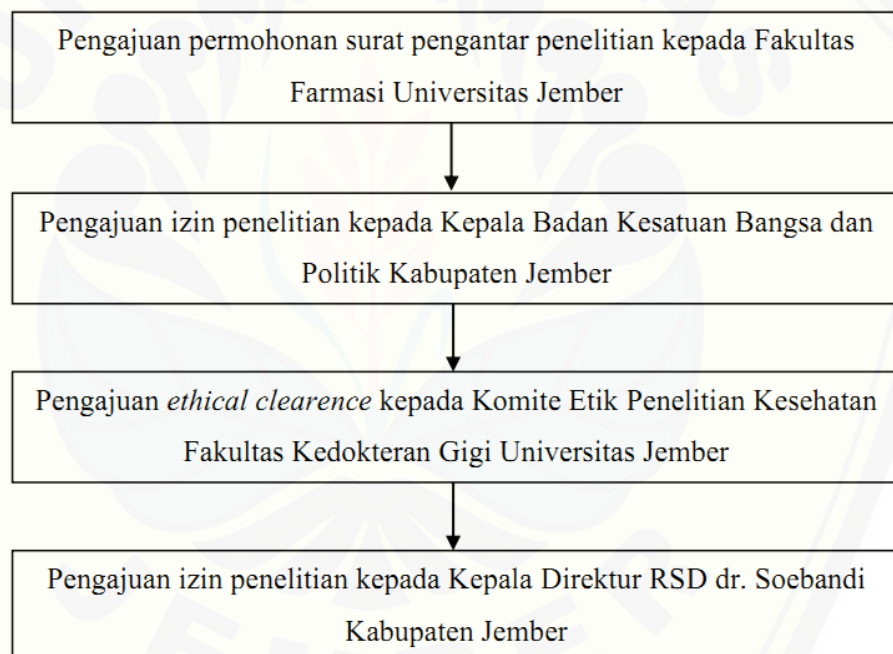 Pengajuan permohonan surat pengantar penelitian kepada Fakultas
Farmasi Universitas Jember
Pengajuan izin penelitian kepada Kepala Badan Kesatuan Bangsa dan
Politik Kabupaten Jember
Pengajuan ethical clearence kepada Komite Etik Penelitian Kesehatan
Fakultas Kedokteran Gigi Universitas Jember
Pengajuan izin penelitian kepada Kepala Direktur RSD dr. Soebandi
Kabupaten Jember